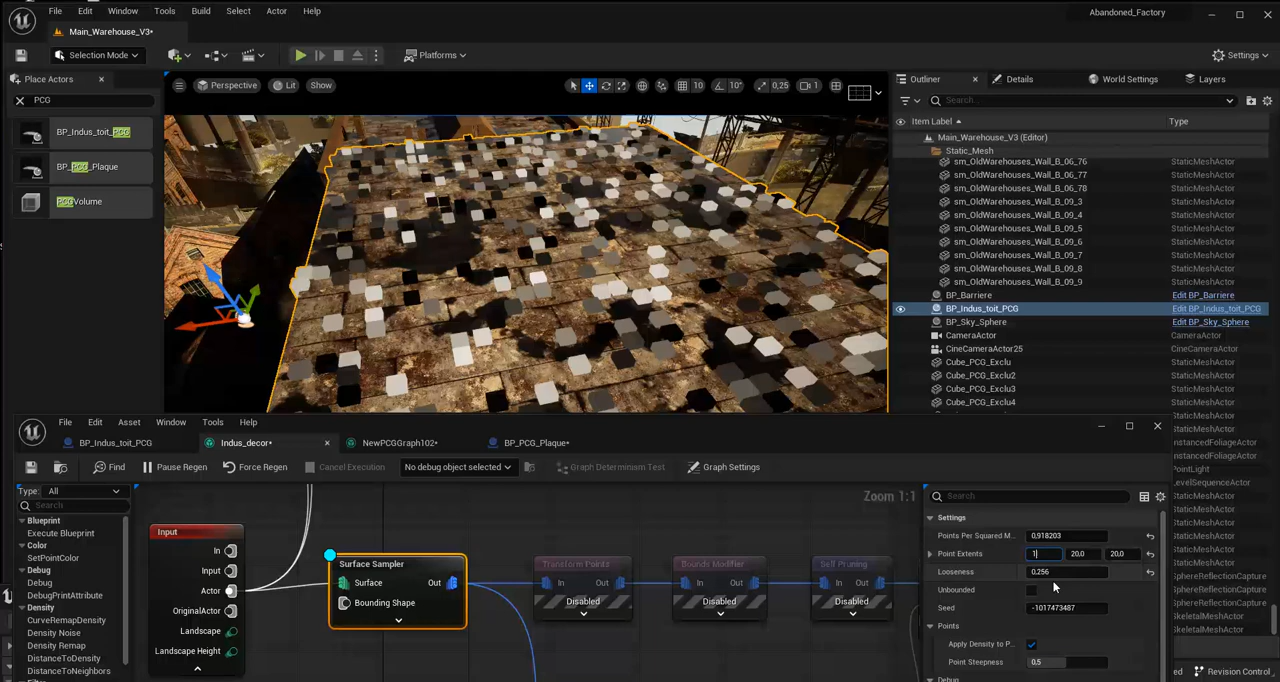 File Edit Window Tools Build Select Actor Help
Abandoned_Factory
Main_Warehouse_V3*
Selection Mode
Platforms
Settings
Place Actors
PCG
BP_Indus_toit_PCG
BP_PCG_Plaque
PCGVolume
Perspective Lit Show
10 10° 0,25 1
Outliner Details World Settings Layers
Search...
Item Label Type
Main_Warehouse_V3 (Editor)
Static_Mesh
sm_OldWarehouses_Wall_B_06_76 StaticMeshActor
sm_OldWarehouses_Wall_B_06_77 StaticMeshActor
sm_OldWarehouses_Wall_B_06_78 StaticMeshActor
sm_OldWarehouses_Wall_B_09_3 StaticMeshActor
sm_OldWarehouses_Wall_B_09_4 StaticMeshActor
sm_OldWarehouses_Wall_B_09_5 StaticMeshActor
sm_OldWarehouses_Wall_B_09_6 StaticMeshActor
sm_OldWarehouses_Wall_B_09_7 StaticMeshActor
sm_OldWarehouses_Wall_B_09_8 StaticMeshActor
sm_OldWarehouses_Wall_B_09_9 StaticMeshActor
BP_Barriere Edit BP_Barriere
BP_Indus_toit_PCG Edit BP_Indus_toit_PCG
BP_Sky_Sphere Edit BP_Sky_Sphere
CameraActor CameraActor
CineCameraActor25 CineCameraActor
Cube_PCG_Exclu StaticMeshActor
Cube_PCG_Exclu2 StaticMeshActor
Cube_PCG_Exclu3 StaticMeshActor
Cube_PCG_Exclu4 StaticMeshActor
File Edit Asset Window Tools Help
BP_Indus_toit_PCG Indus_decor* NewPCGGraph102* BP_PCG_Plaque*
Find Pause Regen Force Regen Cancel Execution No debug object selected Graph Determinism Test Graph Settings
Type: All
Search
Blueprint
Execute Blueprint
Color
SetPointColor
Debug
Debug
DebugPrintAttribute
Density
CurveRemapDensity
Density Noise
Density Remap
DistanceToDensity
DistanceToNeighbors
Zoom 1:1
Input
In
Input
Actor
OriginalActor
Landscape
Landscape Height
Surface Sampler
Surface Out
Bounding Shape
Transform Points
In Out
Disabled
Bounds Modifier
In Out
Disabled
Self Pruning
In Out
Disabled
Search
Settings
Points Per Squared M... 0,918203
Point Extents 1 20,0 20,0
Looseness 0,256
Unbounded
Seed -1017473487
Points
Apply Density to P...
Point Steepness 0,5
Debug
StaticMeshActor
StaticMeshActor
StaticMeshActor
nstancedFoliageActor
nstancedFoliageActor
PointLight
LevelSequenceActor
StaticMeshActor
StaticMeshActor
StaticMeshActor
StaticMeshActor
StaticMeshActor
StaticMeshActor
SphereReflectionCapture
SphereReflectionCapture
SphereReflectionCapture
SkeletalMeshActor
SkeletalMeshActor
Revision Control